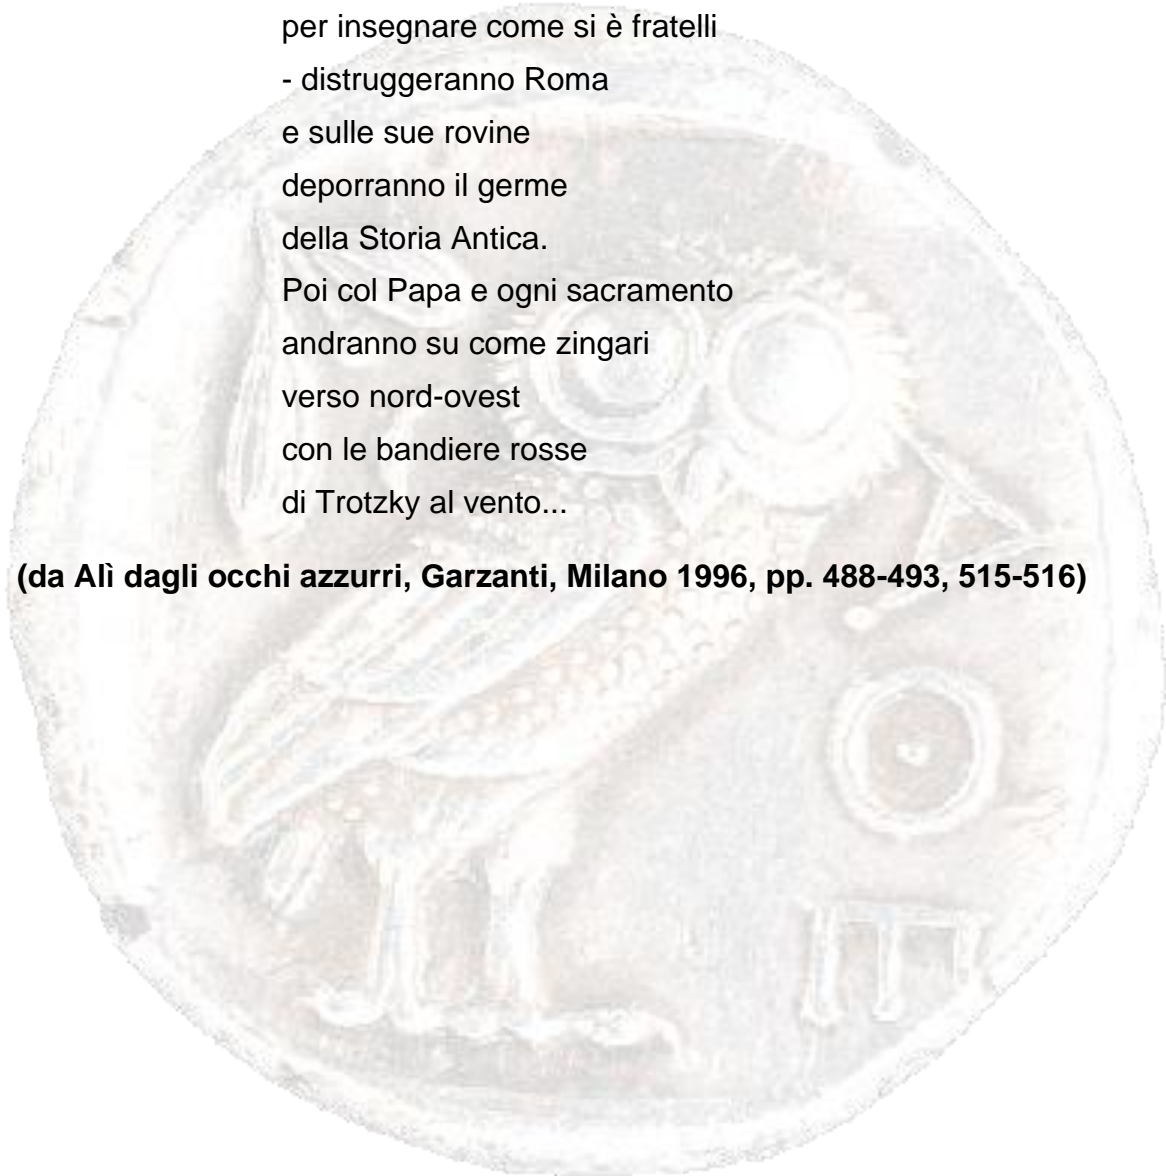 per insegnare come si è fratelli
- distruggeranno Roma
e sulle sue rovine
deporranno il germe
della Storia Antica.
Poi col Papa e ogni sacramento
andranno su come zingari
verso nord-ovest
con le bandiere rosse
di Trotzky al vento...
(da Alì dagli occhi azzurri, Garzanti, Milano 1996, pp. 488-493, 515-516)